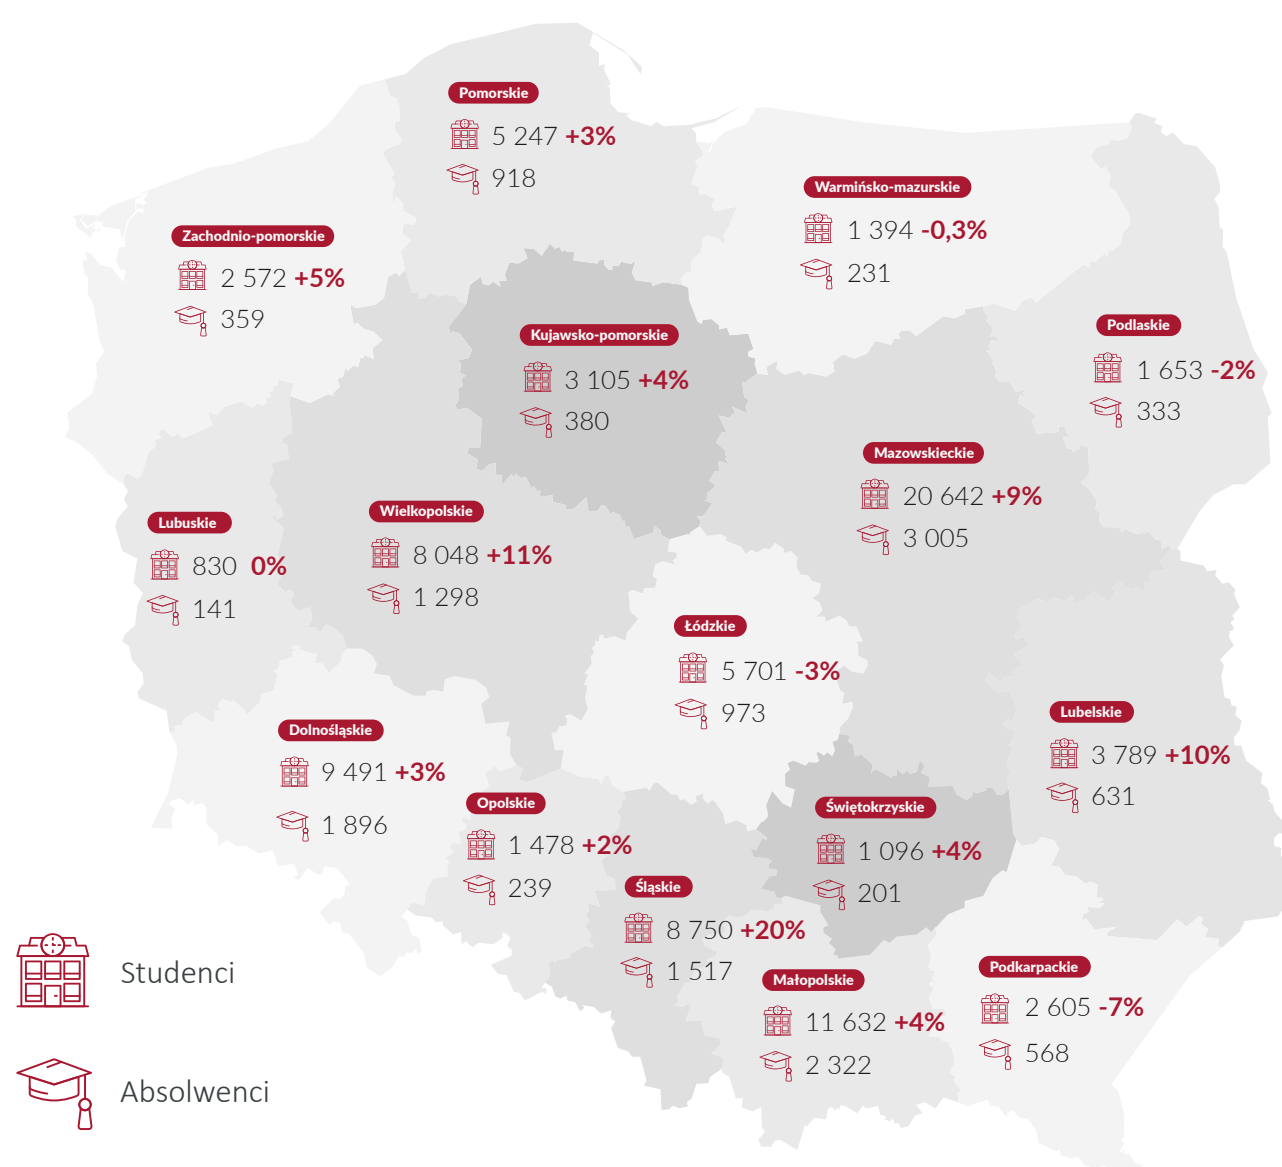 Pomorskie
5 247 +3%
918
Warmińsko-mazurskie
1 394 -0,3%
231
Zachodnio-pomorskie
2 572 +5%
359
Podlaskie
1 653 -2%
333
Kujawsko-pomorskie
3 105 +4%
380
Mazowskieckie
20 642 +9%
3 005
Wielkopolskie
8 048 +11%
1 298
Lubuskie
830 0%
141
Łódzkie
5 701 -3%
973
Lubelskie
3 789 +10%
631
Dolnośląskie
9 491 +3%
1 896
Opolskie
1 478 +2%
239
Świętokrzyskie
1 096 +4%
201
Śląskie
8 750 +20%
1 517
Małopolskie
11 632 +4%
2 322
Podkarpackie
2 605 -7%
568
Studenci
Absolwenci